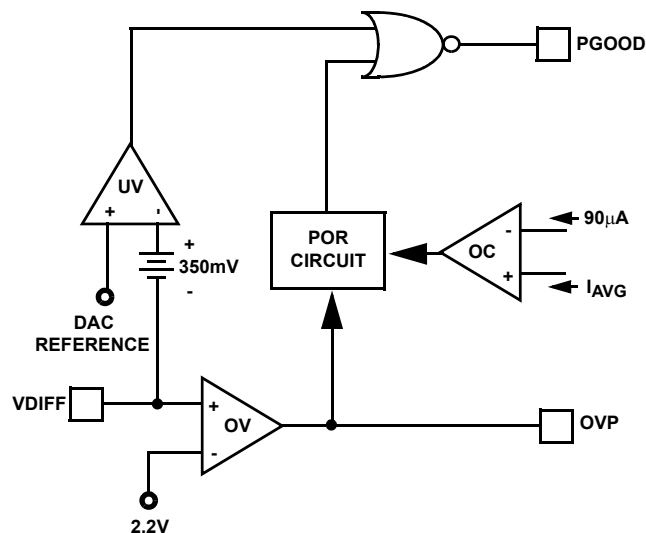 PGOOD
UV
+ -
+
350mV
-
DAC
REFERENCE
POR
CIRCUIT
OC
-
+
90μA
IAVG
VDIFF
+
OV
-
OVP
2.2V